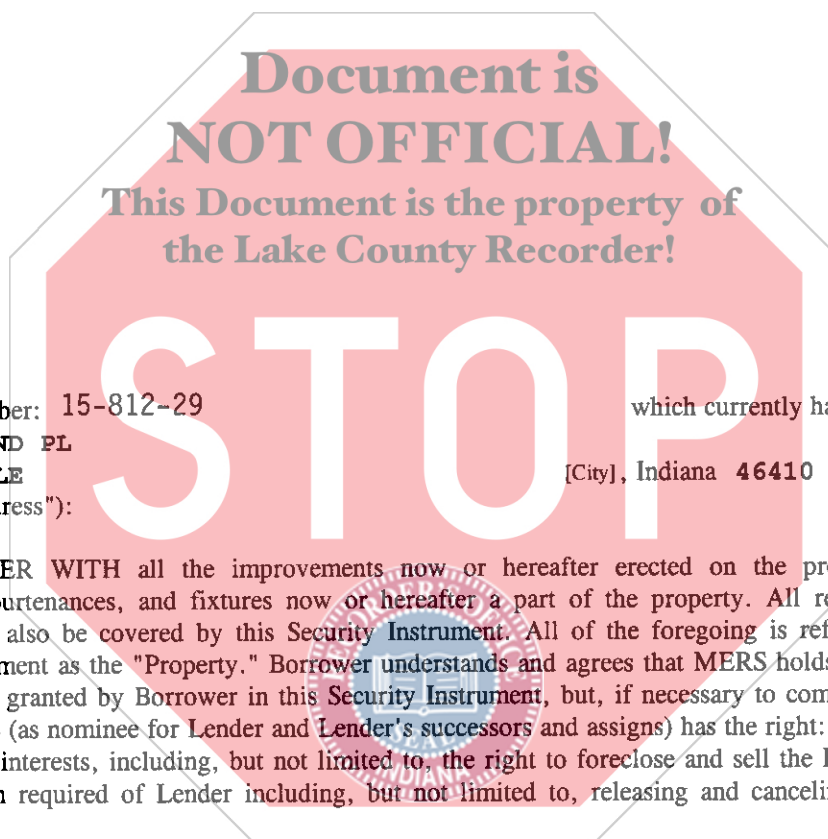 Document is
NOT OFFICIAL!
This Document is the property of
the Lake County Recorder!
STOP
ber: 15-812-29 which currently ha
ND PL
LE [City], Indiana 46410
ress"):
ER WITH all the improvements now or hereafter erected on the pr
urtenances, and fixtures now or hereafter a part of the property. All re
also be covered by this Security Instrument. All of the foregoing is ref
ment as the "Property." Borrower understands and agrees that MERS holds
granted by Borrower in this Security Instrument, but, if necessary to com
(as nominee for Lender and Lender's successors and assigns) has the right:
interests, including, but not limited to, the right to foreclose and sell the
required of Lender including, but not limited to, releasing and canceli
RECORDER'S OFFICE
SEAL
INDIANA